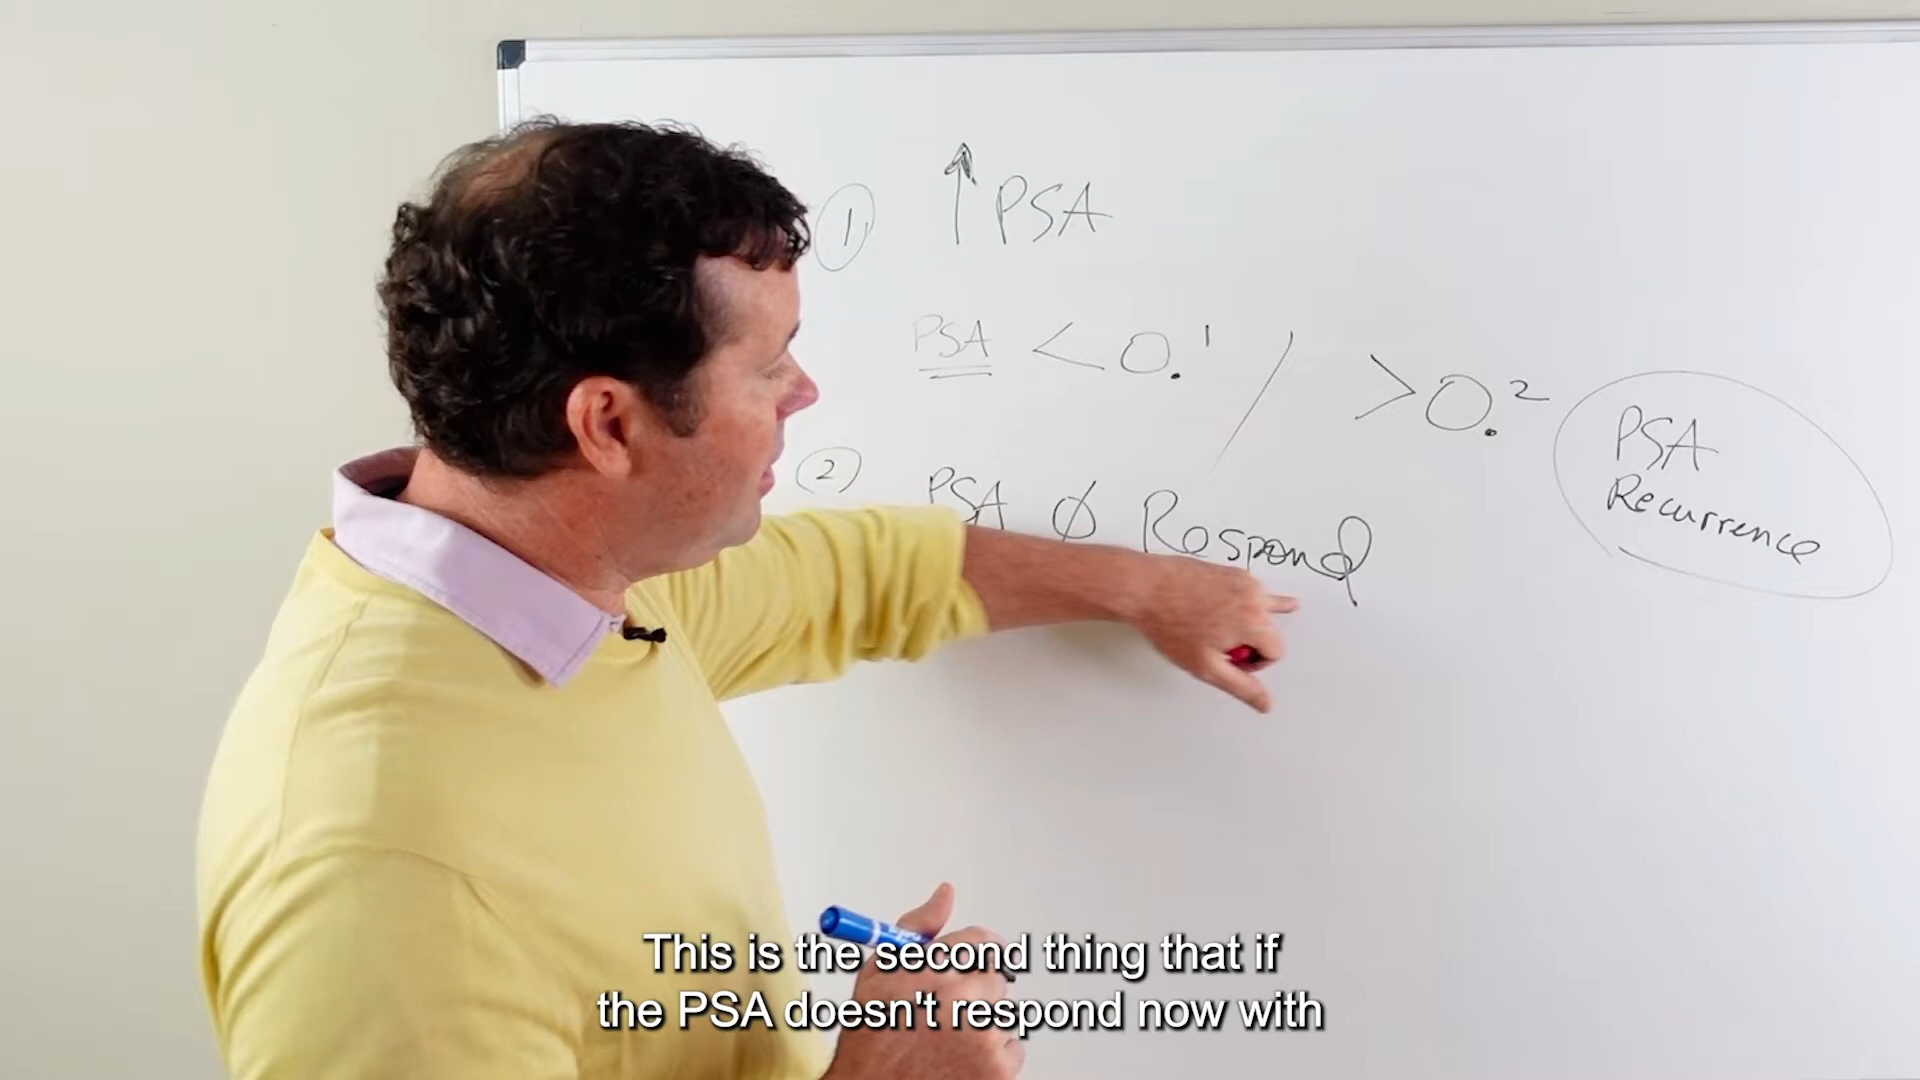 1
↑ PSA
PSA < 0.1 / > 0.2
PSA
Recurrence
2
PSA Ø Respond
This is the second thing that if
the PSA doesn't respond now with